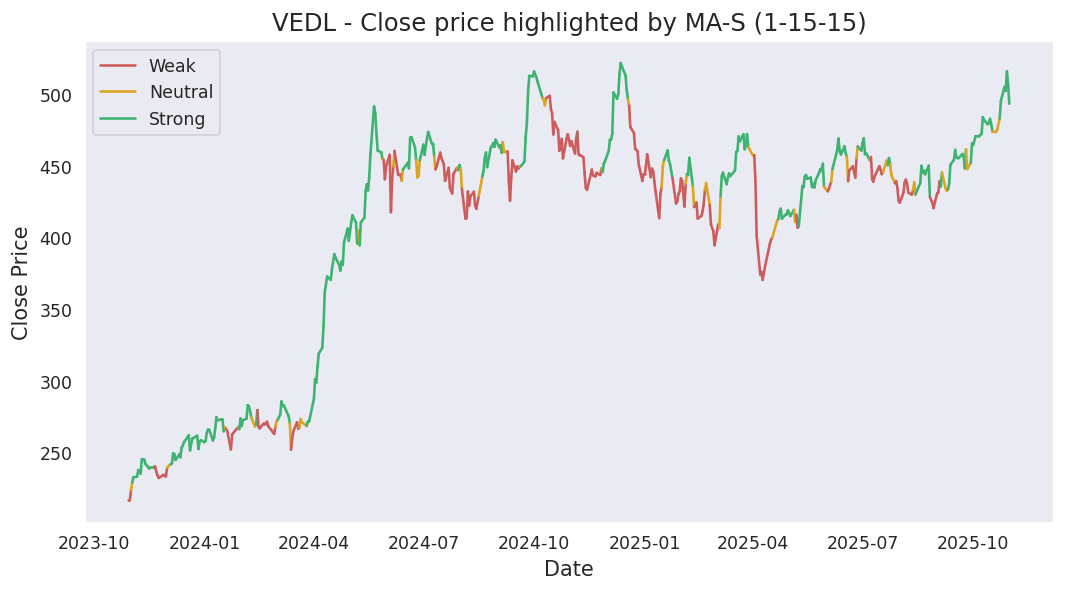 VEDL - Close price highlighted by MA-S (1-15-15)
Weak
Neutral
Strong
Close Price
500
450
400
350
300
250
2023-10 2024-01 2024-04 2024-07 2024-10 2025-01 2025-04 2025-07 2025-10
Date